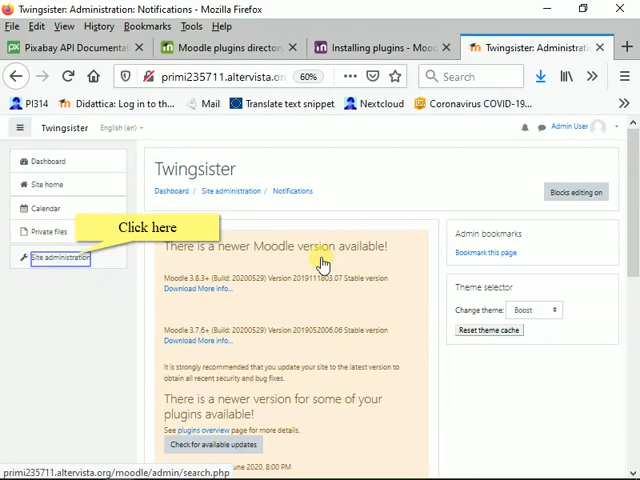 Twingsister: Administration: Notifications - Mozilla Firefox
File Edit View History Bookmarks Tools Help
Pixabay API Documenta
Moodle plugins director
Installing plugins - Moo
Twingsister: Administrat
primi235711.altervista.org
60%
Search
PI314
Didattica: Log in to th...
Mail
Translate text snippet
Nextcloud
Coronavirus COVID-19...
Twingsister
English (en)
Admin User
Dashboard
Site home
Calendar
Private files
Site administration
Click here
Twingsister
Dashboard / Site administration / Notifications
Blocks editing on
There is a newer Moodle version available!
Moodle 3.8.3+ (Build: 20200529) Version 2019111803.07 Stable version
Download More info...
Moodle 3.7.6+ (Build: 20200529) Version 2019052006.06 Stable version
Download More info...
It is strongly recommended that you update your site to the latest version to
obtain all recent security and bug fixes.
There is a newer version for some of your
plugins available!
See plugins overview page for more details.
Check for available updates
June 2020, 8:00 PM
Admin bookmarks
Bookmark this page
Theme selector
Change theme: Boost
Reset theme cache
primi235711.altervista.org/moodle/admin/search.php